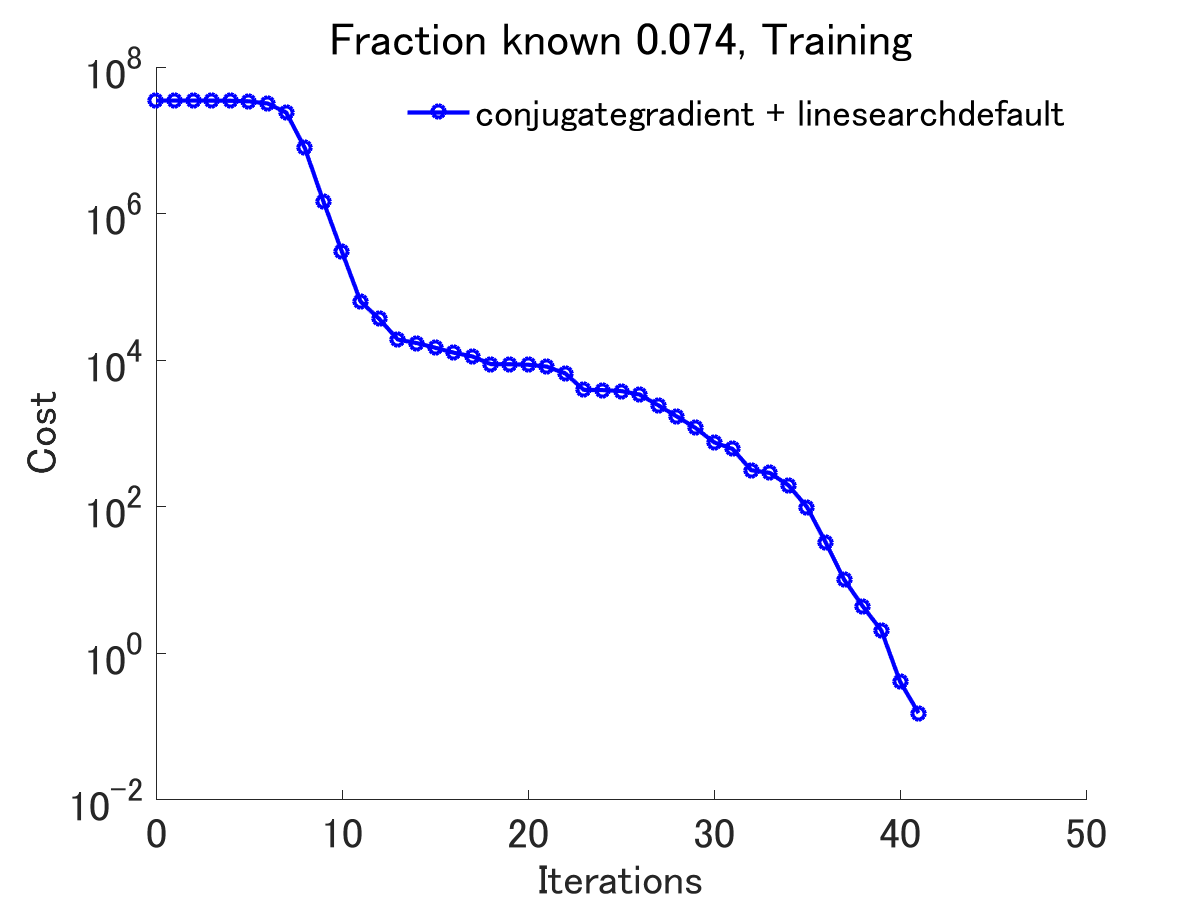 Fraction known 0.074, Training
conjugategradient + linesearchdefault
10^8
10^6
10^4
10^2
10^0
10^-2
Cost
0 10 20 30 40 50
Iterations